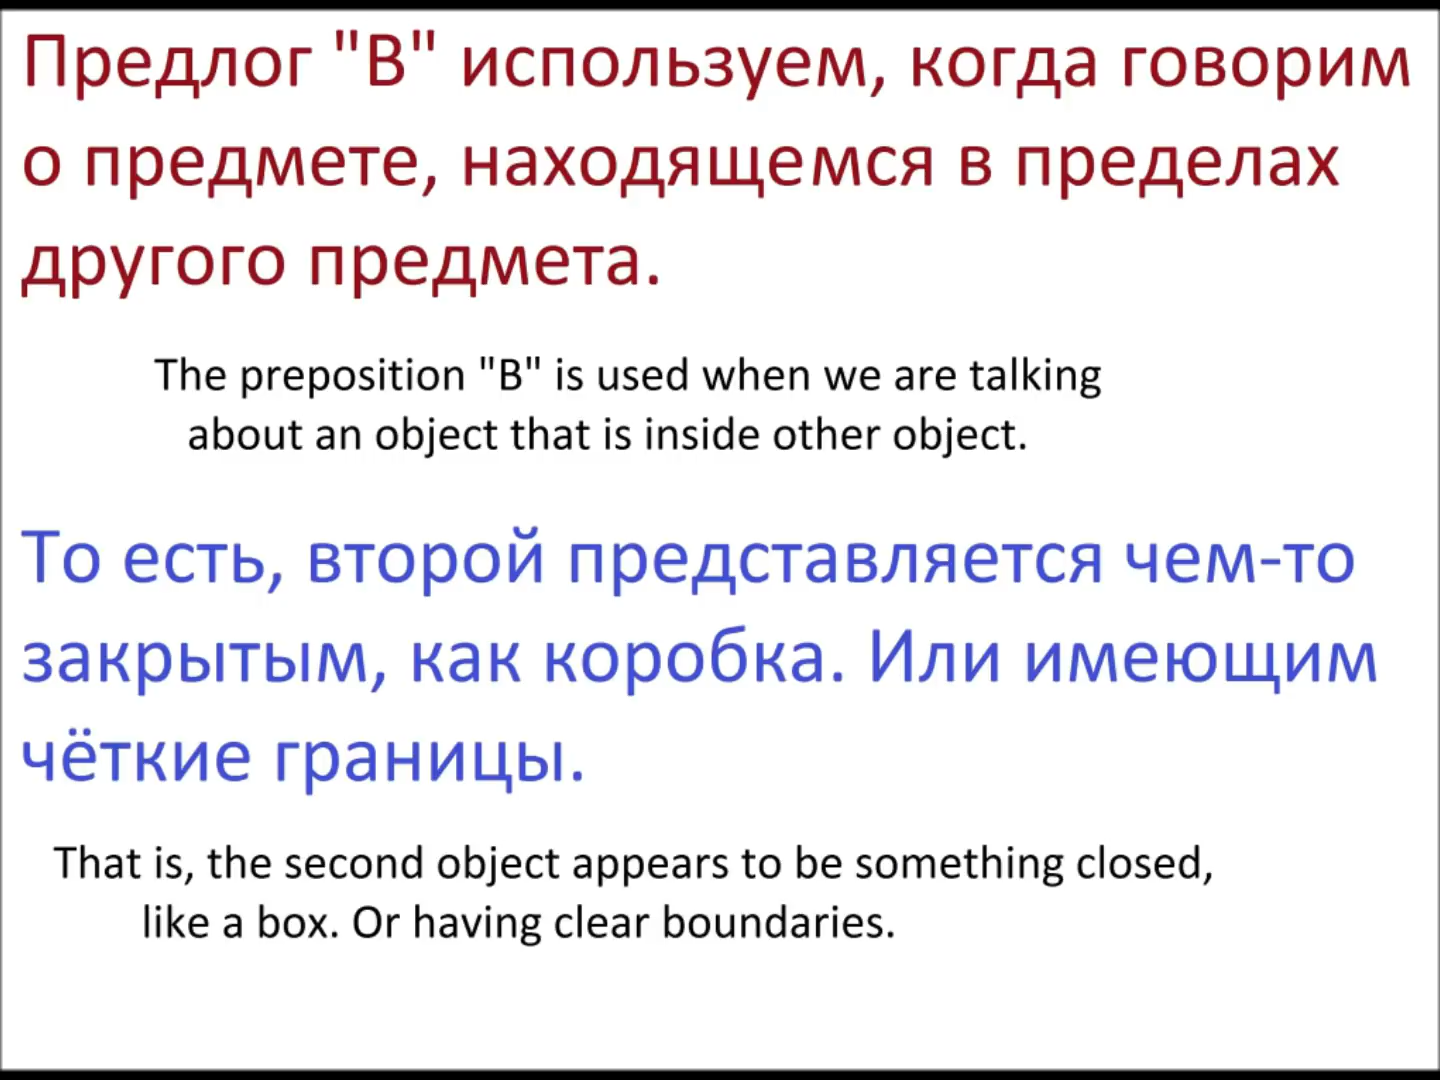 Предлог "В" используем, когда говорим
о предмете, находящемся в пределах
другого предмета.
The preposition "В" is used when we are talking
about an object that is inside other object.
То есть, второй представляется чем-то
закрытым, как коробка. Или имеющим
чёткие границы.
That is, the second object appears to be something closed,
like a box. Or having clear boundaries.